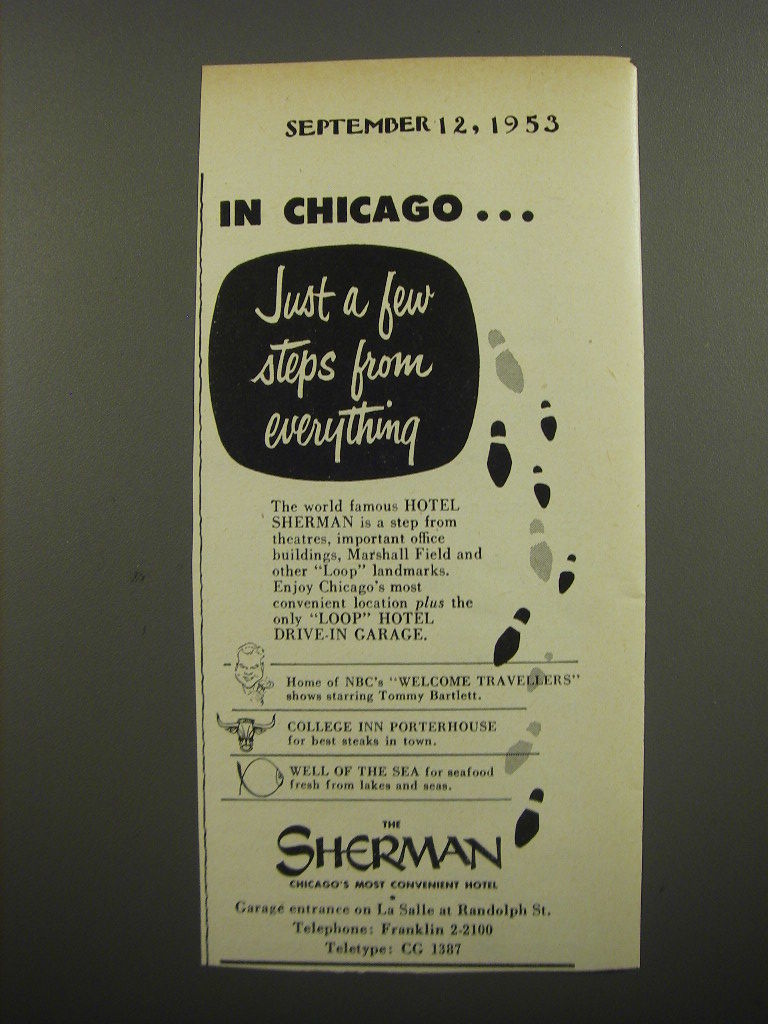 SEPTEMBER 12, 1953
IN CHICAGO...
Just a few
steps from
everything
The world famous HOTEL
SHERMAN is a step from
theatres, important office
buildings, Marshall Field and
other "Loop" landmarks.
Enjoy Chicago's most
convenient location plus the
only "LOOP" HOTEL
DRIVE-IN GARAGE.
Home of NBC's "WELCOME TRAVELLERS"
shows starring Tommy Bartlett.
COLLEGE INN PORTERHOUSE
for best steaks in town.
WELL OF THE SEA for seafood
fresh from lakes and seas.
THE
SHERMAN
CHICAGO'S MOST CONVENIENT HOTEL
Garage entrance on La Salle at Randolph St.
Telephone: Franklin 2-2100
Teletype: CG 1387